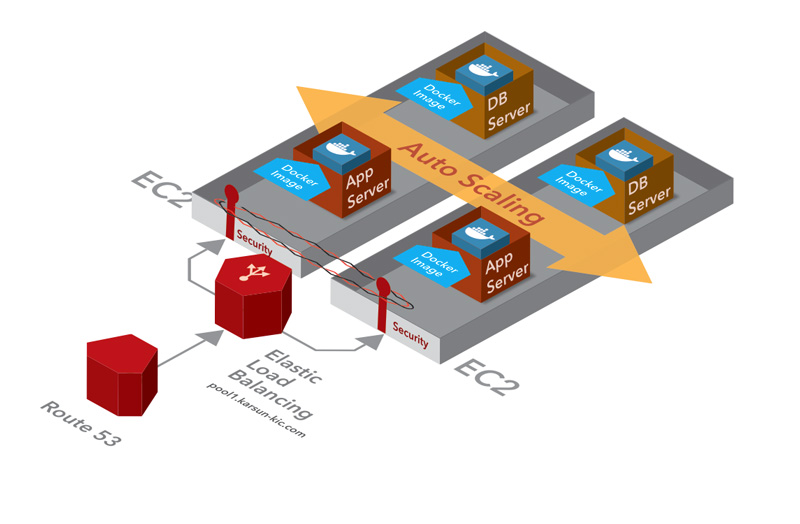 Docker
Image
DB
Server
Auto Scaling
Docker
Image
App
Server
Docker
Image
DB
Server
EC2
Security
Docker
Image
App
Server
Security
EC2
Elastic
Load
Balancing
pool1.karsun-kic.com
Route 53